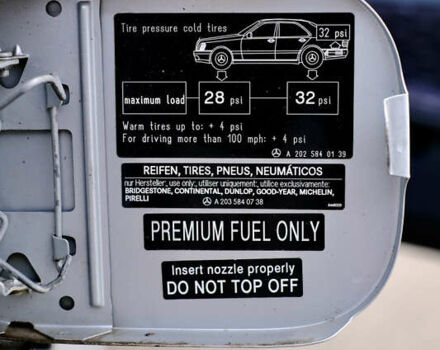 Tire pressure cold tires
32 psi
maximum load
28 psi
32 psi
Warm tires up to: + 4 psi
For driving more than 100 mph: + 4 psi
A 202 584 01 39
REIFEN, TIRES, PNEUS, NEUMÁTICOS
nur Hersteller, use only, utiliser uniquement, utilice exclusivamente:
BRIDGESTONE, CONTINENTAL, DUNLOP, GOOD-YEAR, MICHELIN,
PIRELLI
A 203 584 07 38
PREMIUM FUEL ONLY
Insert nozzle properly
DO NOT TOP OFF